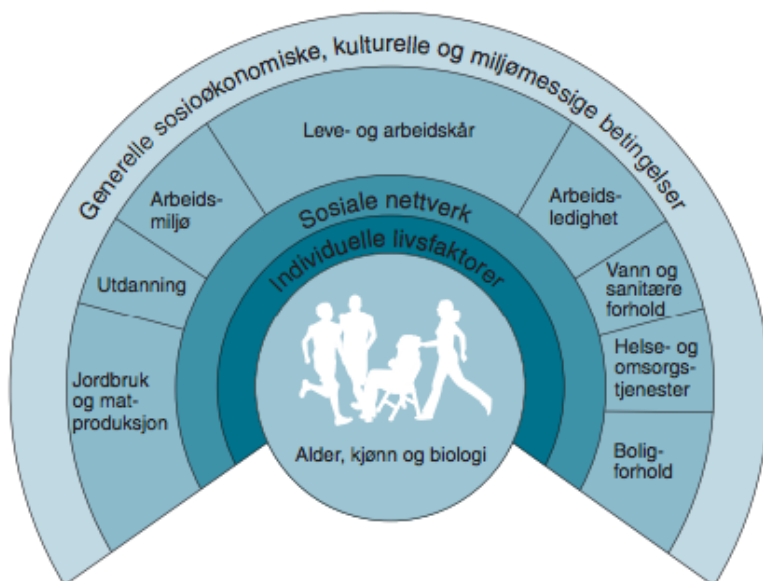 Generelle sosioøkonomiske, kulturelle og miljømessige betingelser
Leve- og arbeidskår
Arbeids-
miljø
Arbeids-
ledighet
Sosiale nettverk
Individuelle livsfaktorer
Utdanning
Vann og
sanitære
forhold
Jordbruk
og mat-
produksjon
Helse- og
omsorgs-
tjenester
Alder, kjønn og biologi
Bolig-
forhold